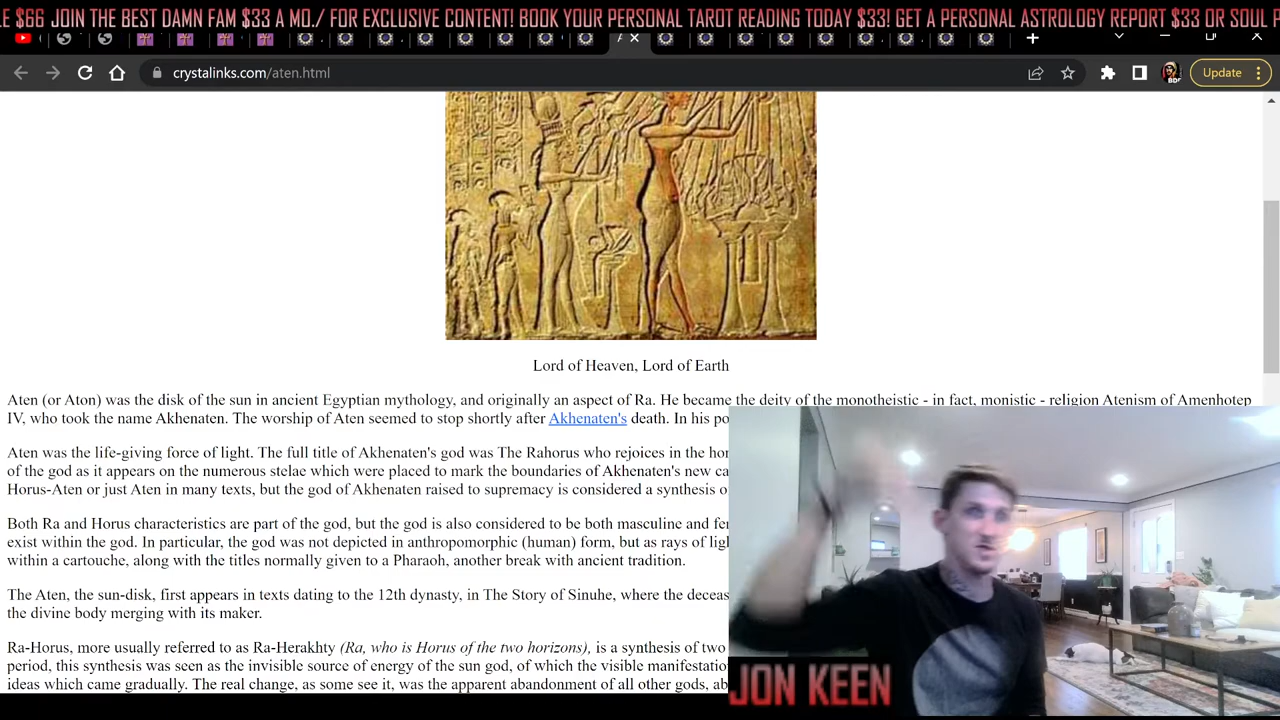 LE $66 JOIN THE BEST DAMN FAM $33 A MO./ FOR EXCLUSIVE CONTENT! BOOK YOUR PERSONAL TAROT READING TODAY $33! GET A PERSONAL ASTROLOGY REPORT $33 OR SOUL
crystalinks.com/aten.html
Update
Lord of Heaven, Lord of Earth
Aten (or Aton) was the disk of the sun in ancient Egyptian mythology, and originally an aspect of Ra. He became the deity of the monotheistic - in fact, monistic - religion Atenism of Amenhotep
IV, who took the name Akhenaten. The worship of Aten seemed to stop shortly after Akhenaten's death. In his po
Aten was the life-giving force of light. The full title of Akhenaten's god was The Rahorus who rejoices in the hor
of the god as it appears on the numerous stelae which were placed to mark the boundaries of Akhenaten's new ca
Horus-Aten or just Aten in many texts, but the god of Akhenaten raised to supremacy is considered a synthesis o
Both Ra and Horus characteristics are part of the god, but the god is also considered to be both masculine and fe
exist within the god. In particular, the god was not depicted in anthropomorphic (human) form, but as rays of lig
within a cartouche, along with the titles normally given to a Pharaoh, another break with ancient tradition.
The Aten, the sun-disk, first appears in texts dating to the 12th dynasty, in The Story of Sinuhe, where the deceas
the divine body merging with its maker.
Ra-Horus, more usually referred to as Ra-Herakhty (Ra, who is Horus of the two horizons), is a synthesis of two
period, this synthesis was seen as the invisible source of energy of the sun god, of which the visible manifestatio
ideas which came gradually. The real change, as some see it, was the apparent abandonment of all other gods, ab
JON KEEN